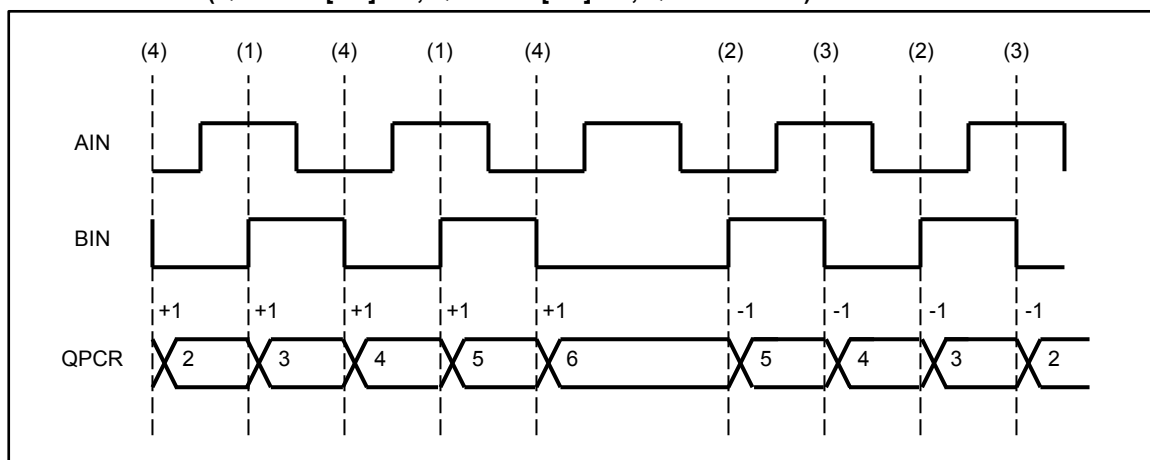 (4) (1) (4) (1) (4) (2) (3) (2) (3)
AIN
BIN
+1 +1 +1 +1 +1 -1 -1 -1 -1
QPCR 2 3 4 5 6 5 4 3 2